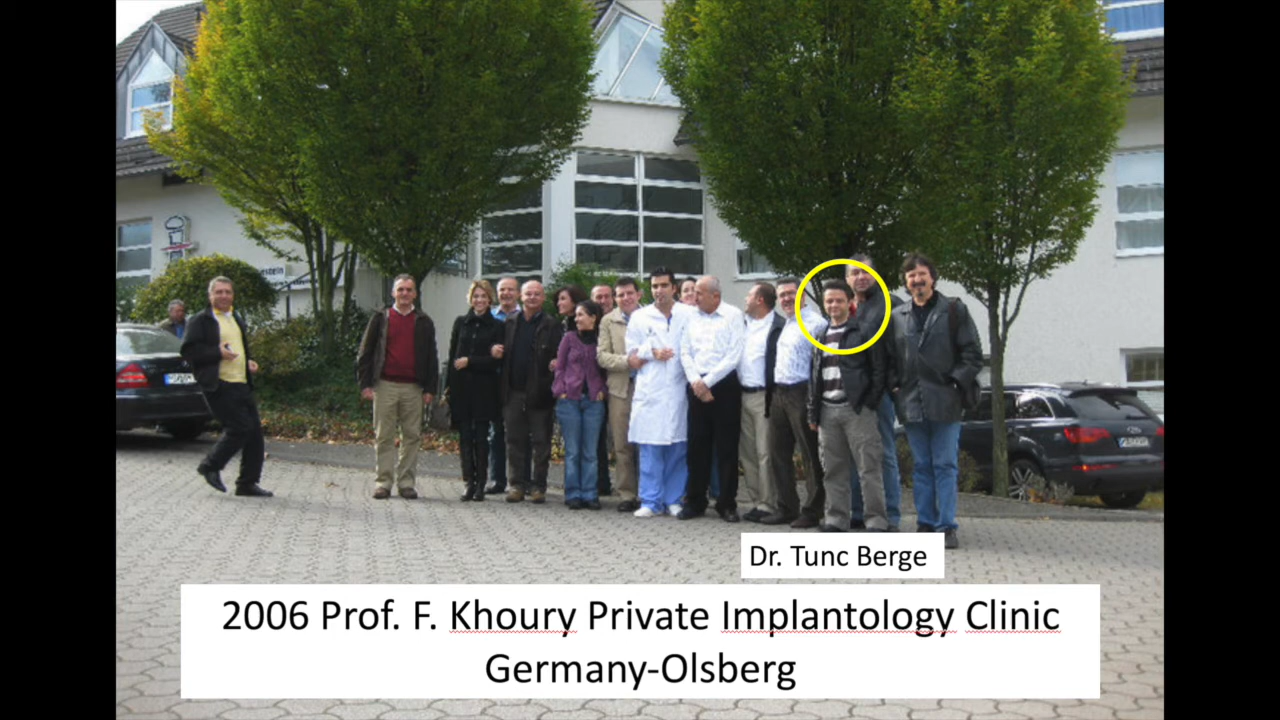 Dr. Tunc Berge
2006 Prof. F. Khoury Private Implantology Clinic
Germany-Olsberg